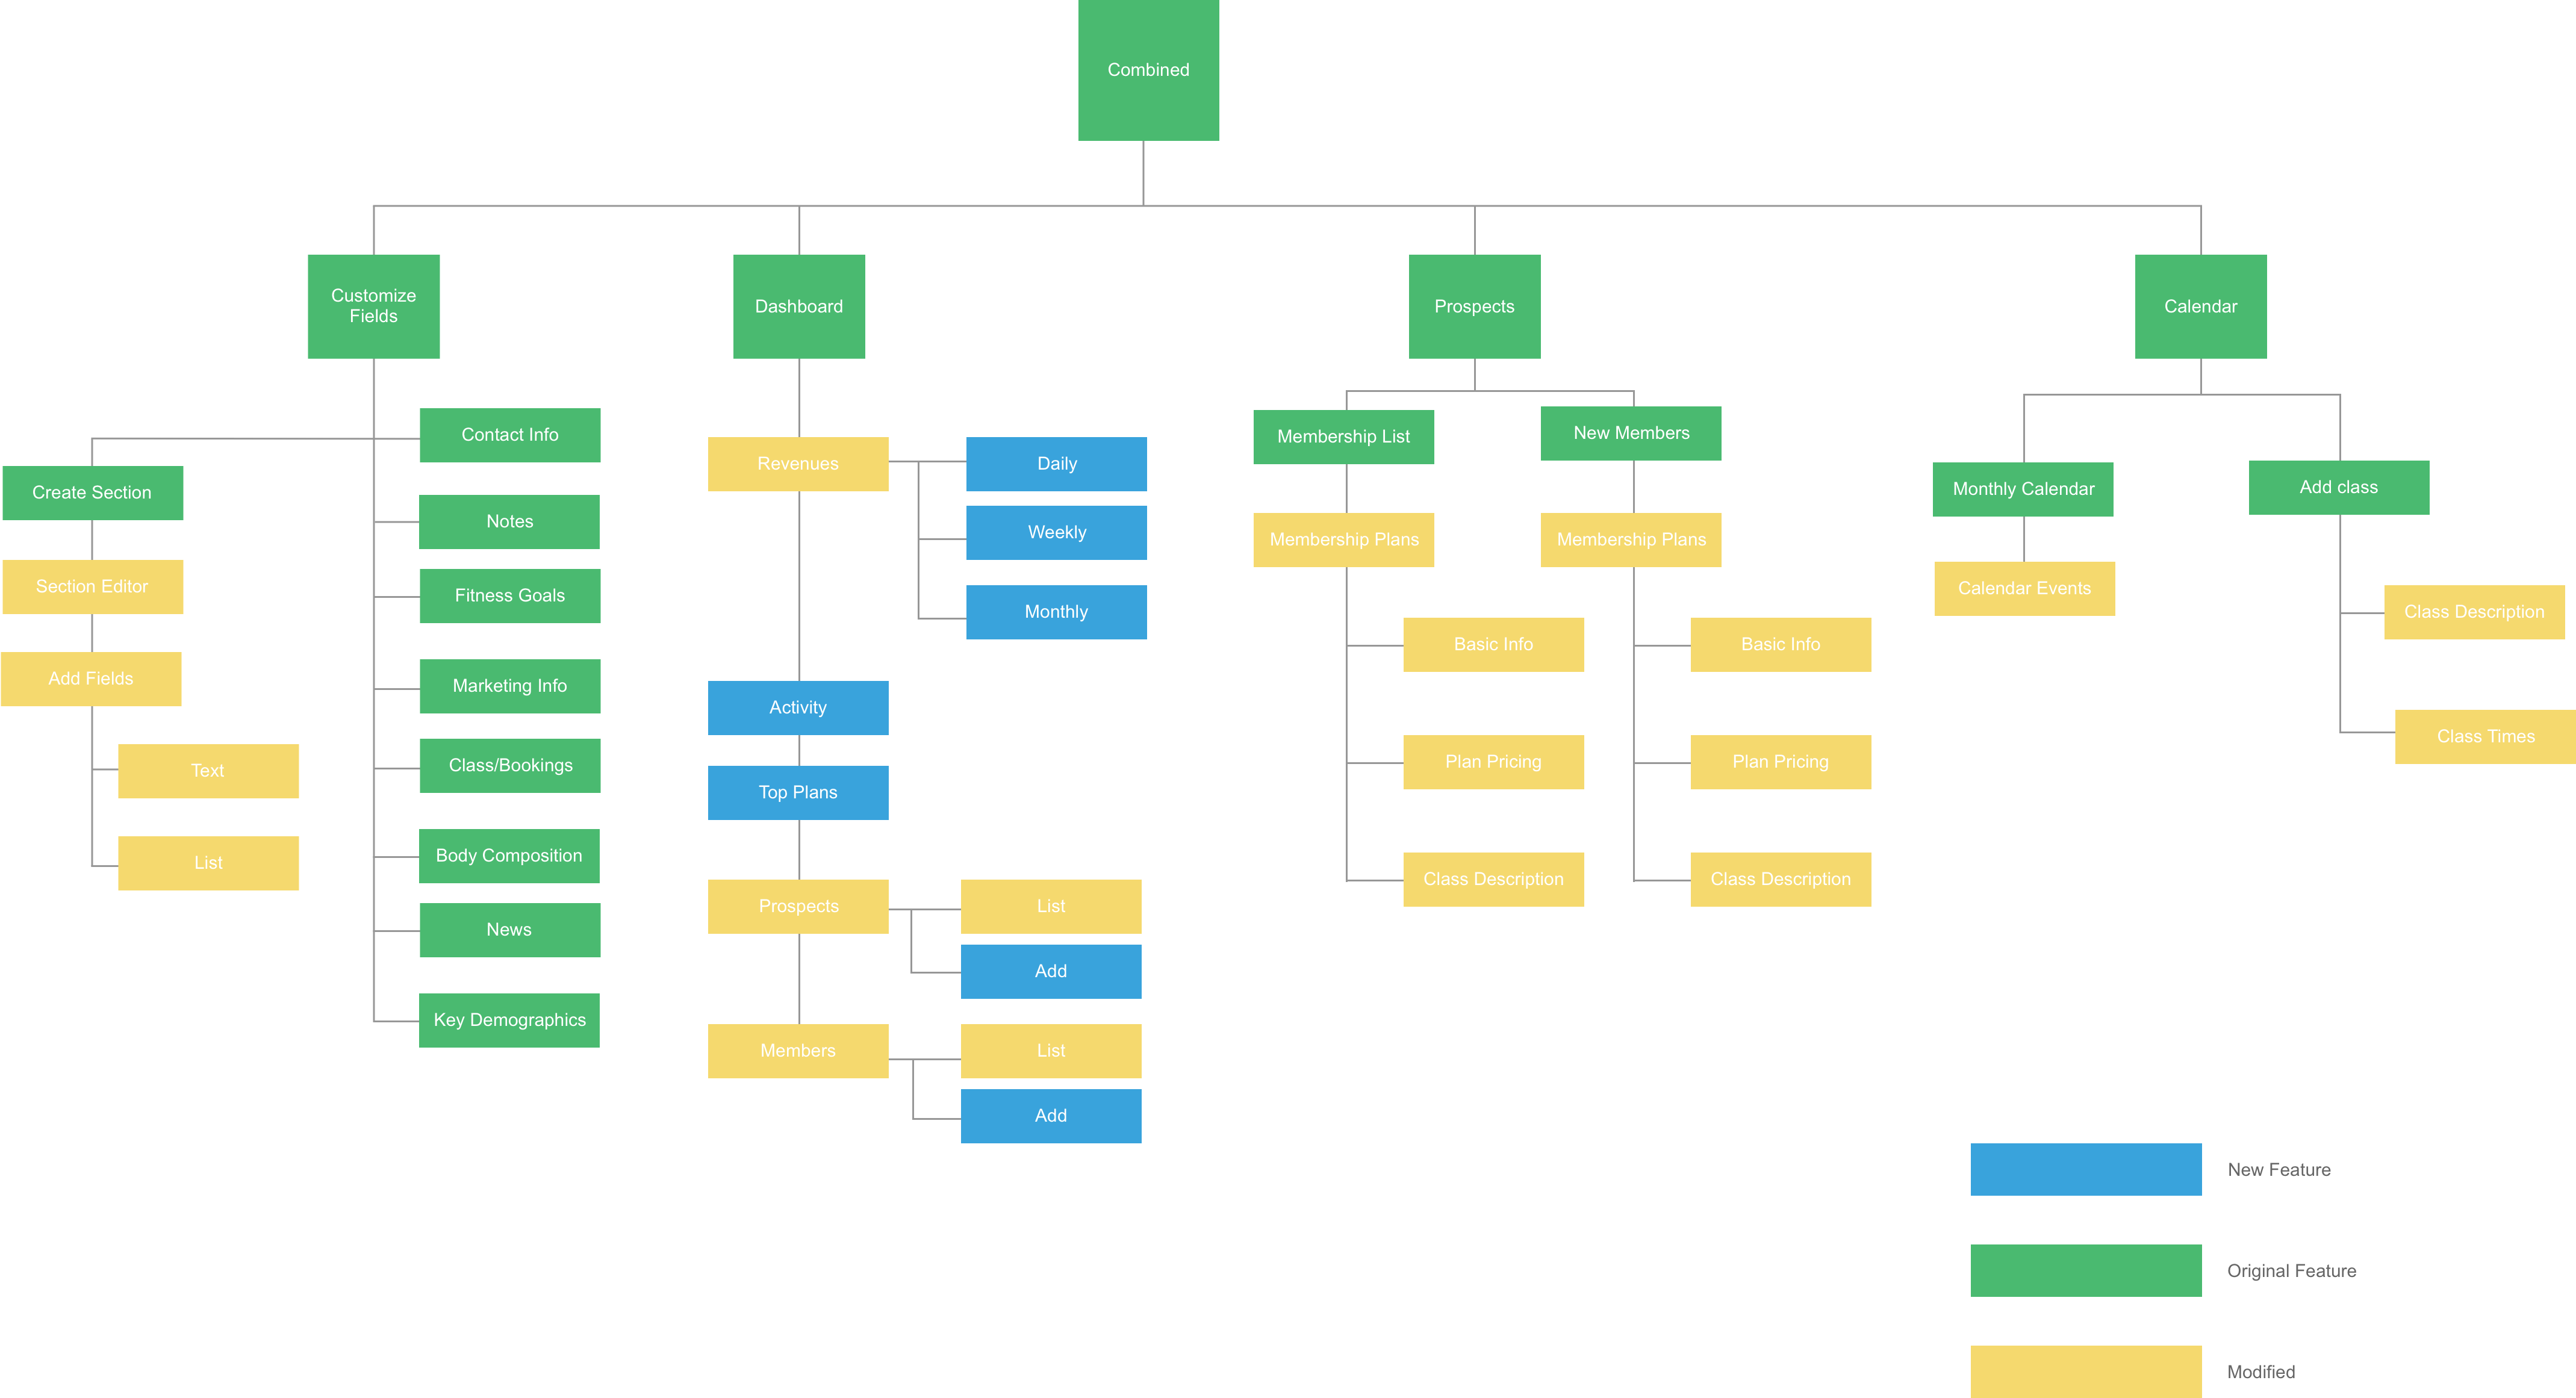 Combined
Customize
Fields
Dashboard
Prospects
Calendar
Contact Info
Create Section
Notes
Section Editor
Fitness Goals
Add Fields
Marketing Info
Text
Class/Bookings
List
Body Composition
News
Key Demographics
Revenues
Daily
Weekly
Monthly
Activity
Top Plans
Prospects
List
Add
Members
List
Add
Membership List
New Members
Membership Plans
Membership Plans
Basic Info
Basic Info
Plan Pricing
Plan Pricing
Class Description
Class Description
Monthly Calendar
Add class
Calendar Events
Class Description
Class Times
New Feature
Original Feature
Modified